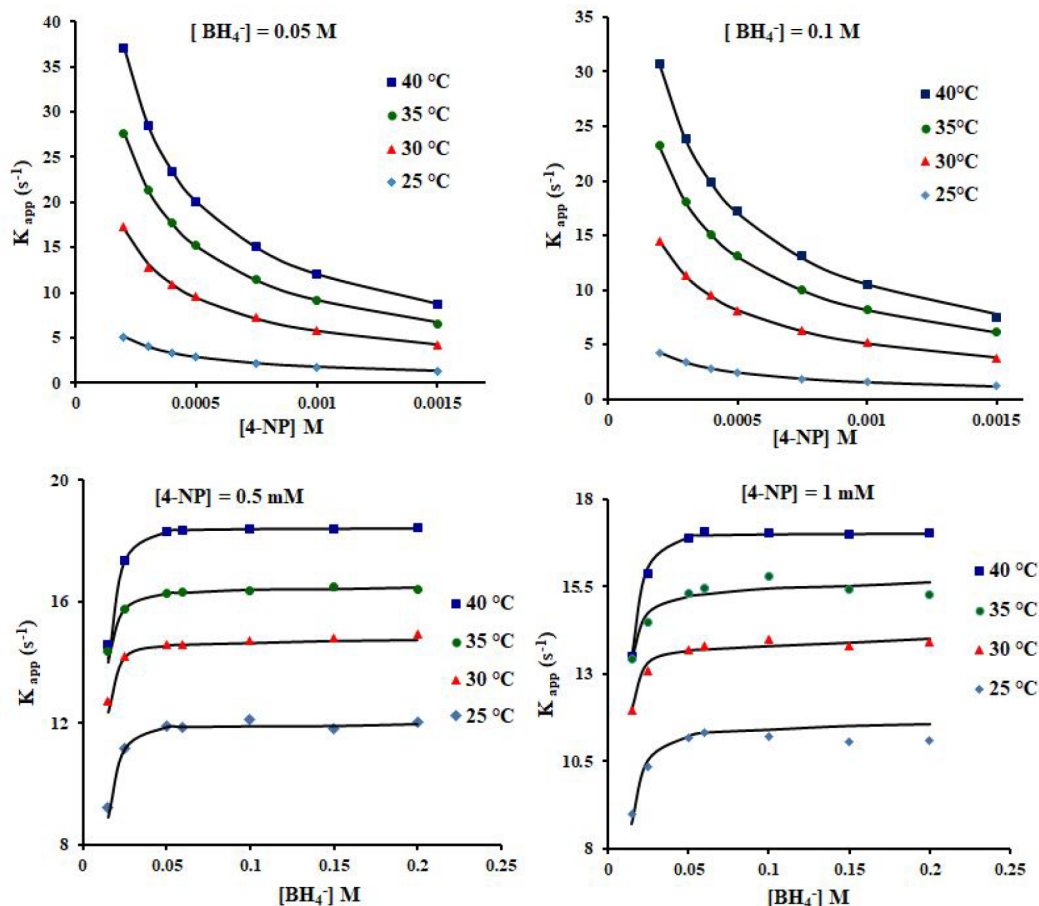 [ BH₄⁻] = 0.05 M
K app (s⁻¹)
40
35
30
25
20
15
10
5
0
40 °C
35 °C
30 °C
25 °C
0
0.0005
0.001
0.0015
[4-NP] M
[ BH₄⁻] = 0.1 M
K app (s⁻¹)
35
30
25
20
15
10
5
0
40°C
35°C
30°C
25°C
0
0.0005
0.001
0.0015
[4-NP] M
[4-NP] = 0.5 mM
K app (s⁻¹)
20
18
16
12
8
40 °C
35 °C
30 °C
25 °C
0
0.05
0.1
0.15
0.2
0.25
[BH₄⁻] M
[4-NP] = 1 mM
K app (s⁻¹)
18
15.5
13
10.5
8
40 °C
35 °C
30 °C
25 °C
0
0.05
0.1
0.15
0.2
0.25
[BH₄⁻] M